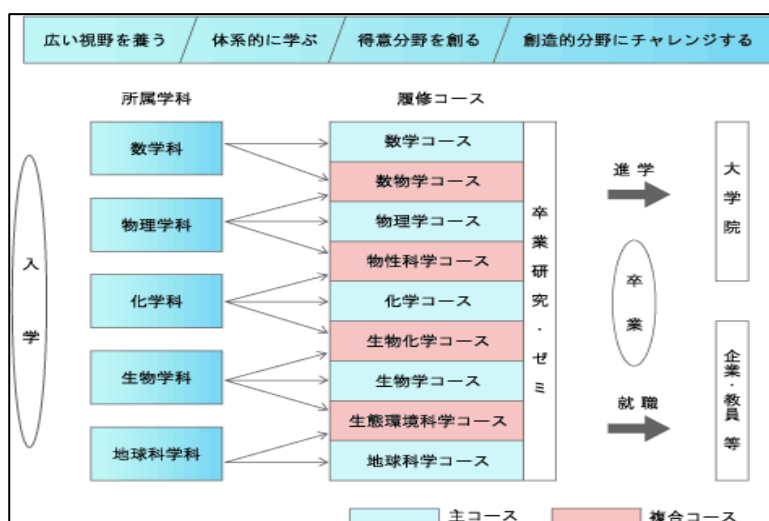 広い視野を養う
体系的に学ぶ
得意分野を創る
創造的分野にチャレンジする
所属学科
履修コース
入学
数学科
物理学科
化学科
生物学科
地球科学科
数学コース
数物学コース
物理学コース
物性科学コース
化学コース
生物化学コース
生物学コース
生態環境科学コース
地球科学コース
卒業研究・ゼミ
進学
卒業
就職
大学院
企業・教員等
主コース
複合コース